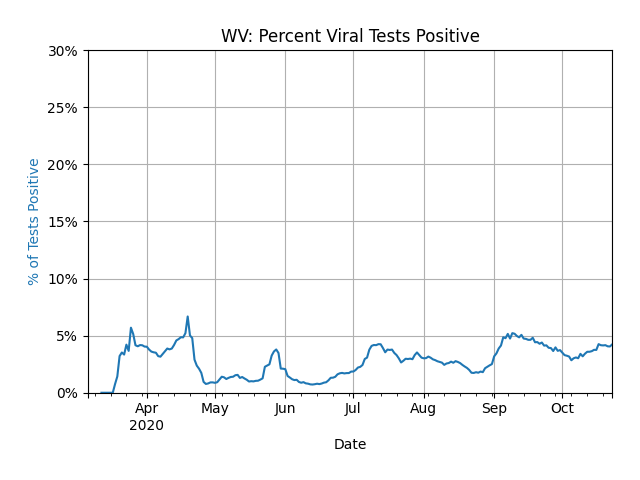 WV: Percent Viral Tests Positive
30%
25%
20%
15%
10%
5%
0%
% of Tests Positive
Apr May Jun Jul Aug Sep Oct
2020
Date